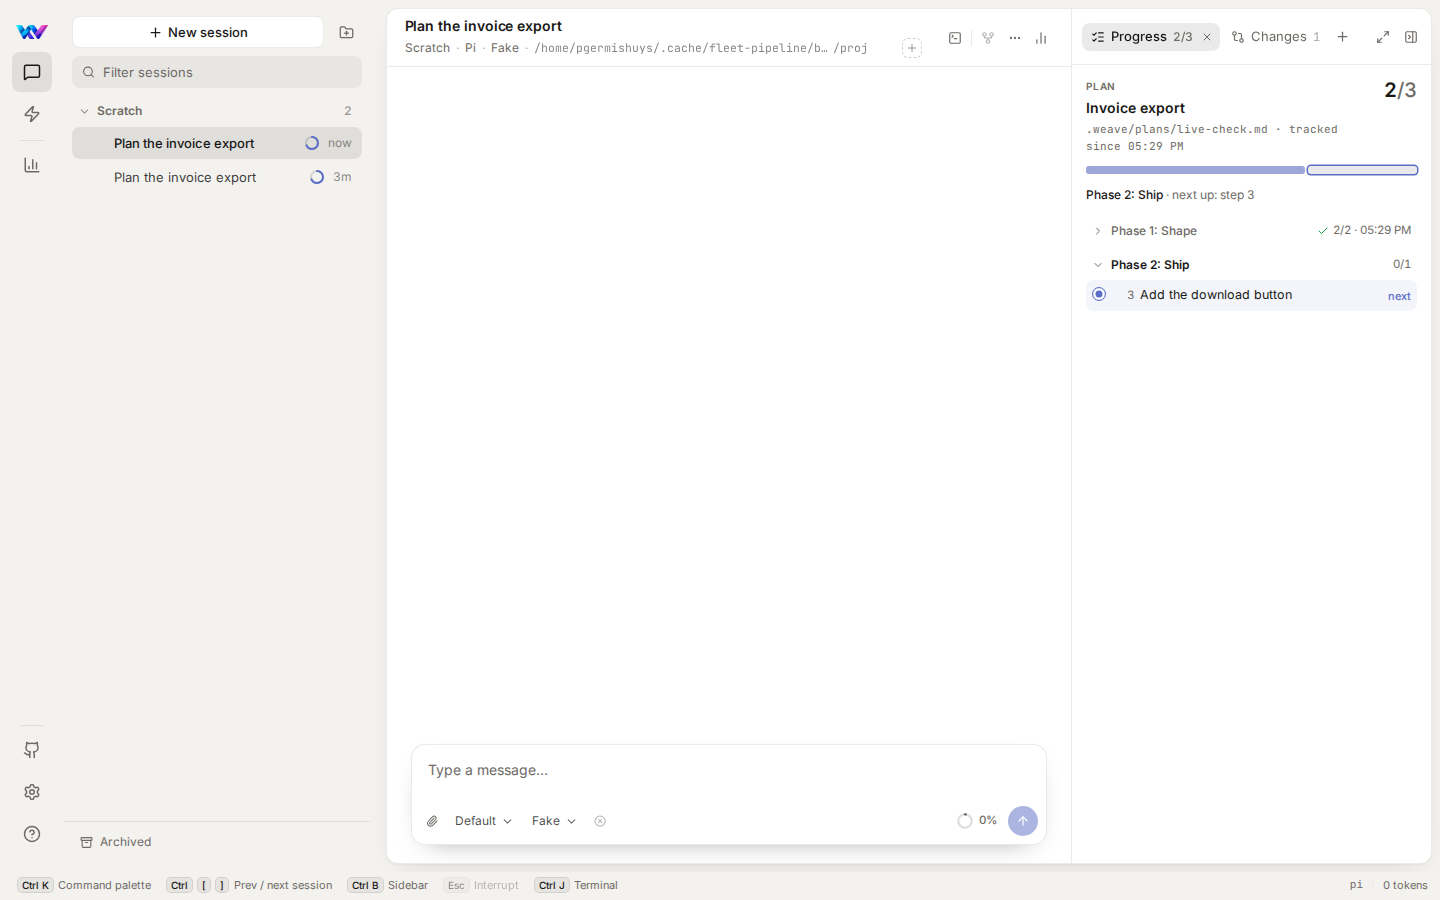 New session
Filter sessions
Scratch 2
Plan the invoice export now
Plan the invoice export 3m
Archived
Plan the invoice export
Scratch · Pi · Fake · /home/pgermishuys/.cache/fleet-pipeline/b… /proj
Type a message...
Default Fake 0%
Progress 2/3 Changes 1
PLAN 2/3
Invoice export
.weave/plans/live-check.md · tracked
since 05:29 PM
Phase 2: Ship · next up: step 3
Phase 1: Shape 2/2 · 05:29 PM
Phase 2: Ship 0/1
3 Add the download button next
Ctrl K Command palette Ctrl [ ] Prev / next session Ctrl B Sidebar Esc Interrupt Ctrl J Terminal pi 0 tokens